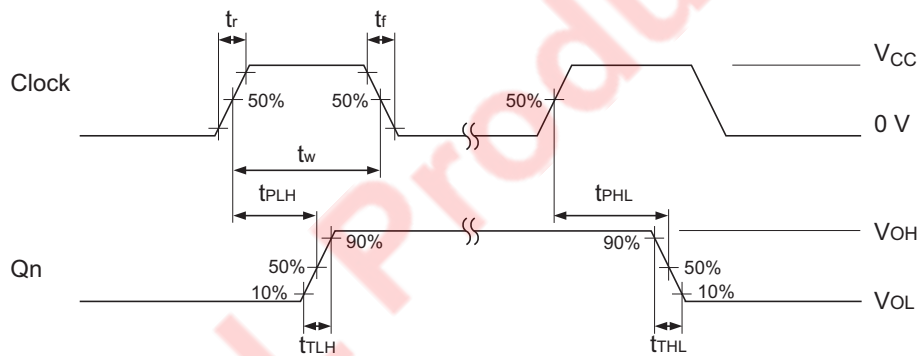 tr
tf
VCC
Clock
50%
50%
50%
0 V
tw
tPLH
tPHL
VOH
90%
90%
Qn
50%
50%
10%
10%
VOL
tTLH
tTHL